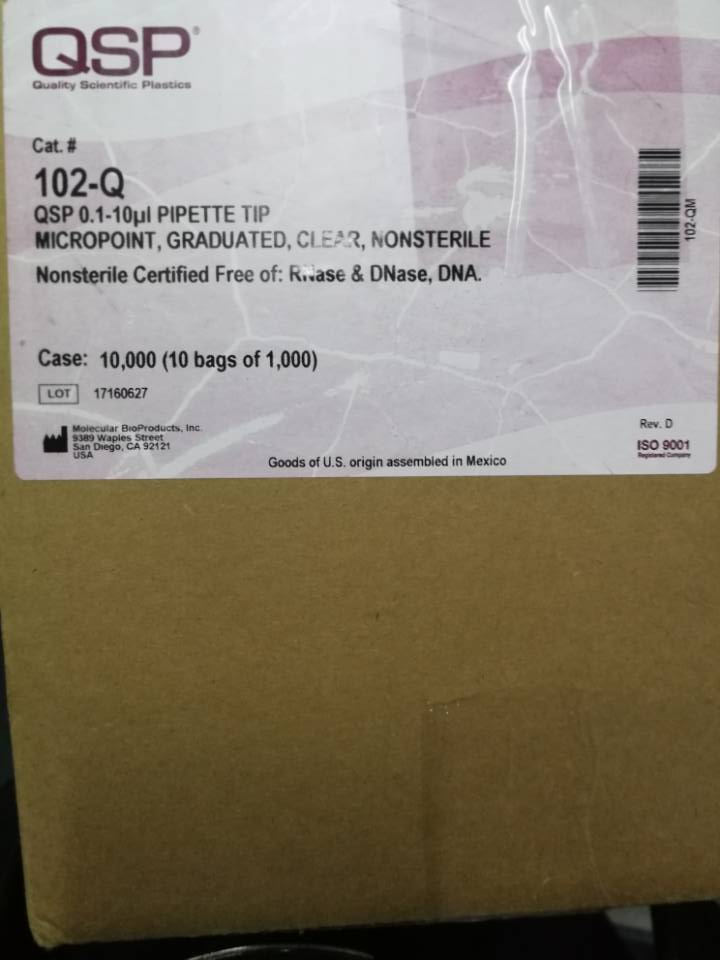 QSP®
Quality Scientific Plastics
Cat. #
102-Q
QSP 0.1-10µl PIPETTE TIP
MICROPOINT, GRADUATED, CLEAR, NONSTERILE
Nonsterile Certified Free of: RNase & DNase, DNA.
102-QM
Case: 10,000 (10 bags of 1,000)
LOT 17160627
Molecular BioProducts, Inc.
9389 Waples Street
San Diego, CA 92121
USA
Goods of U.S. origin assembled in Mexico
Rev. D
ISO 9001
Registered Company